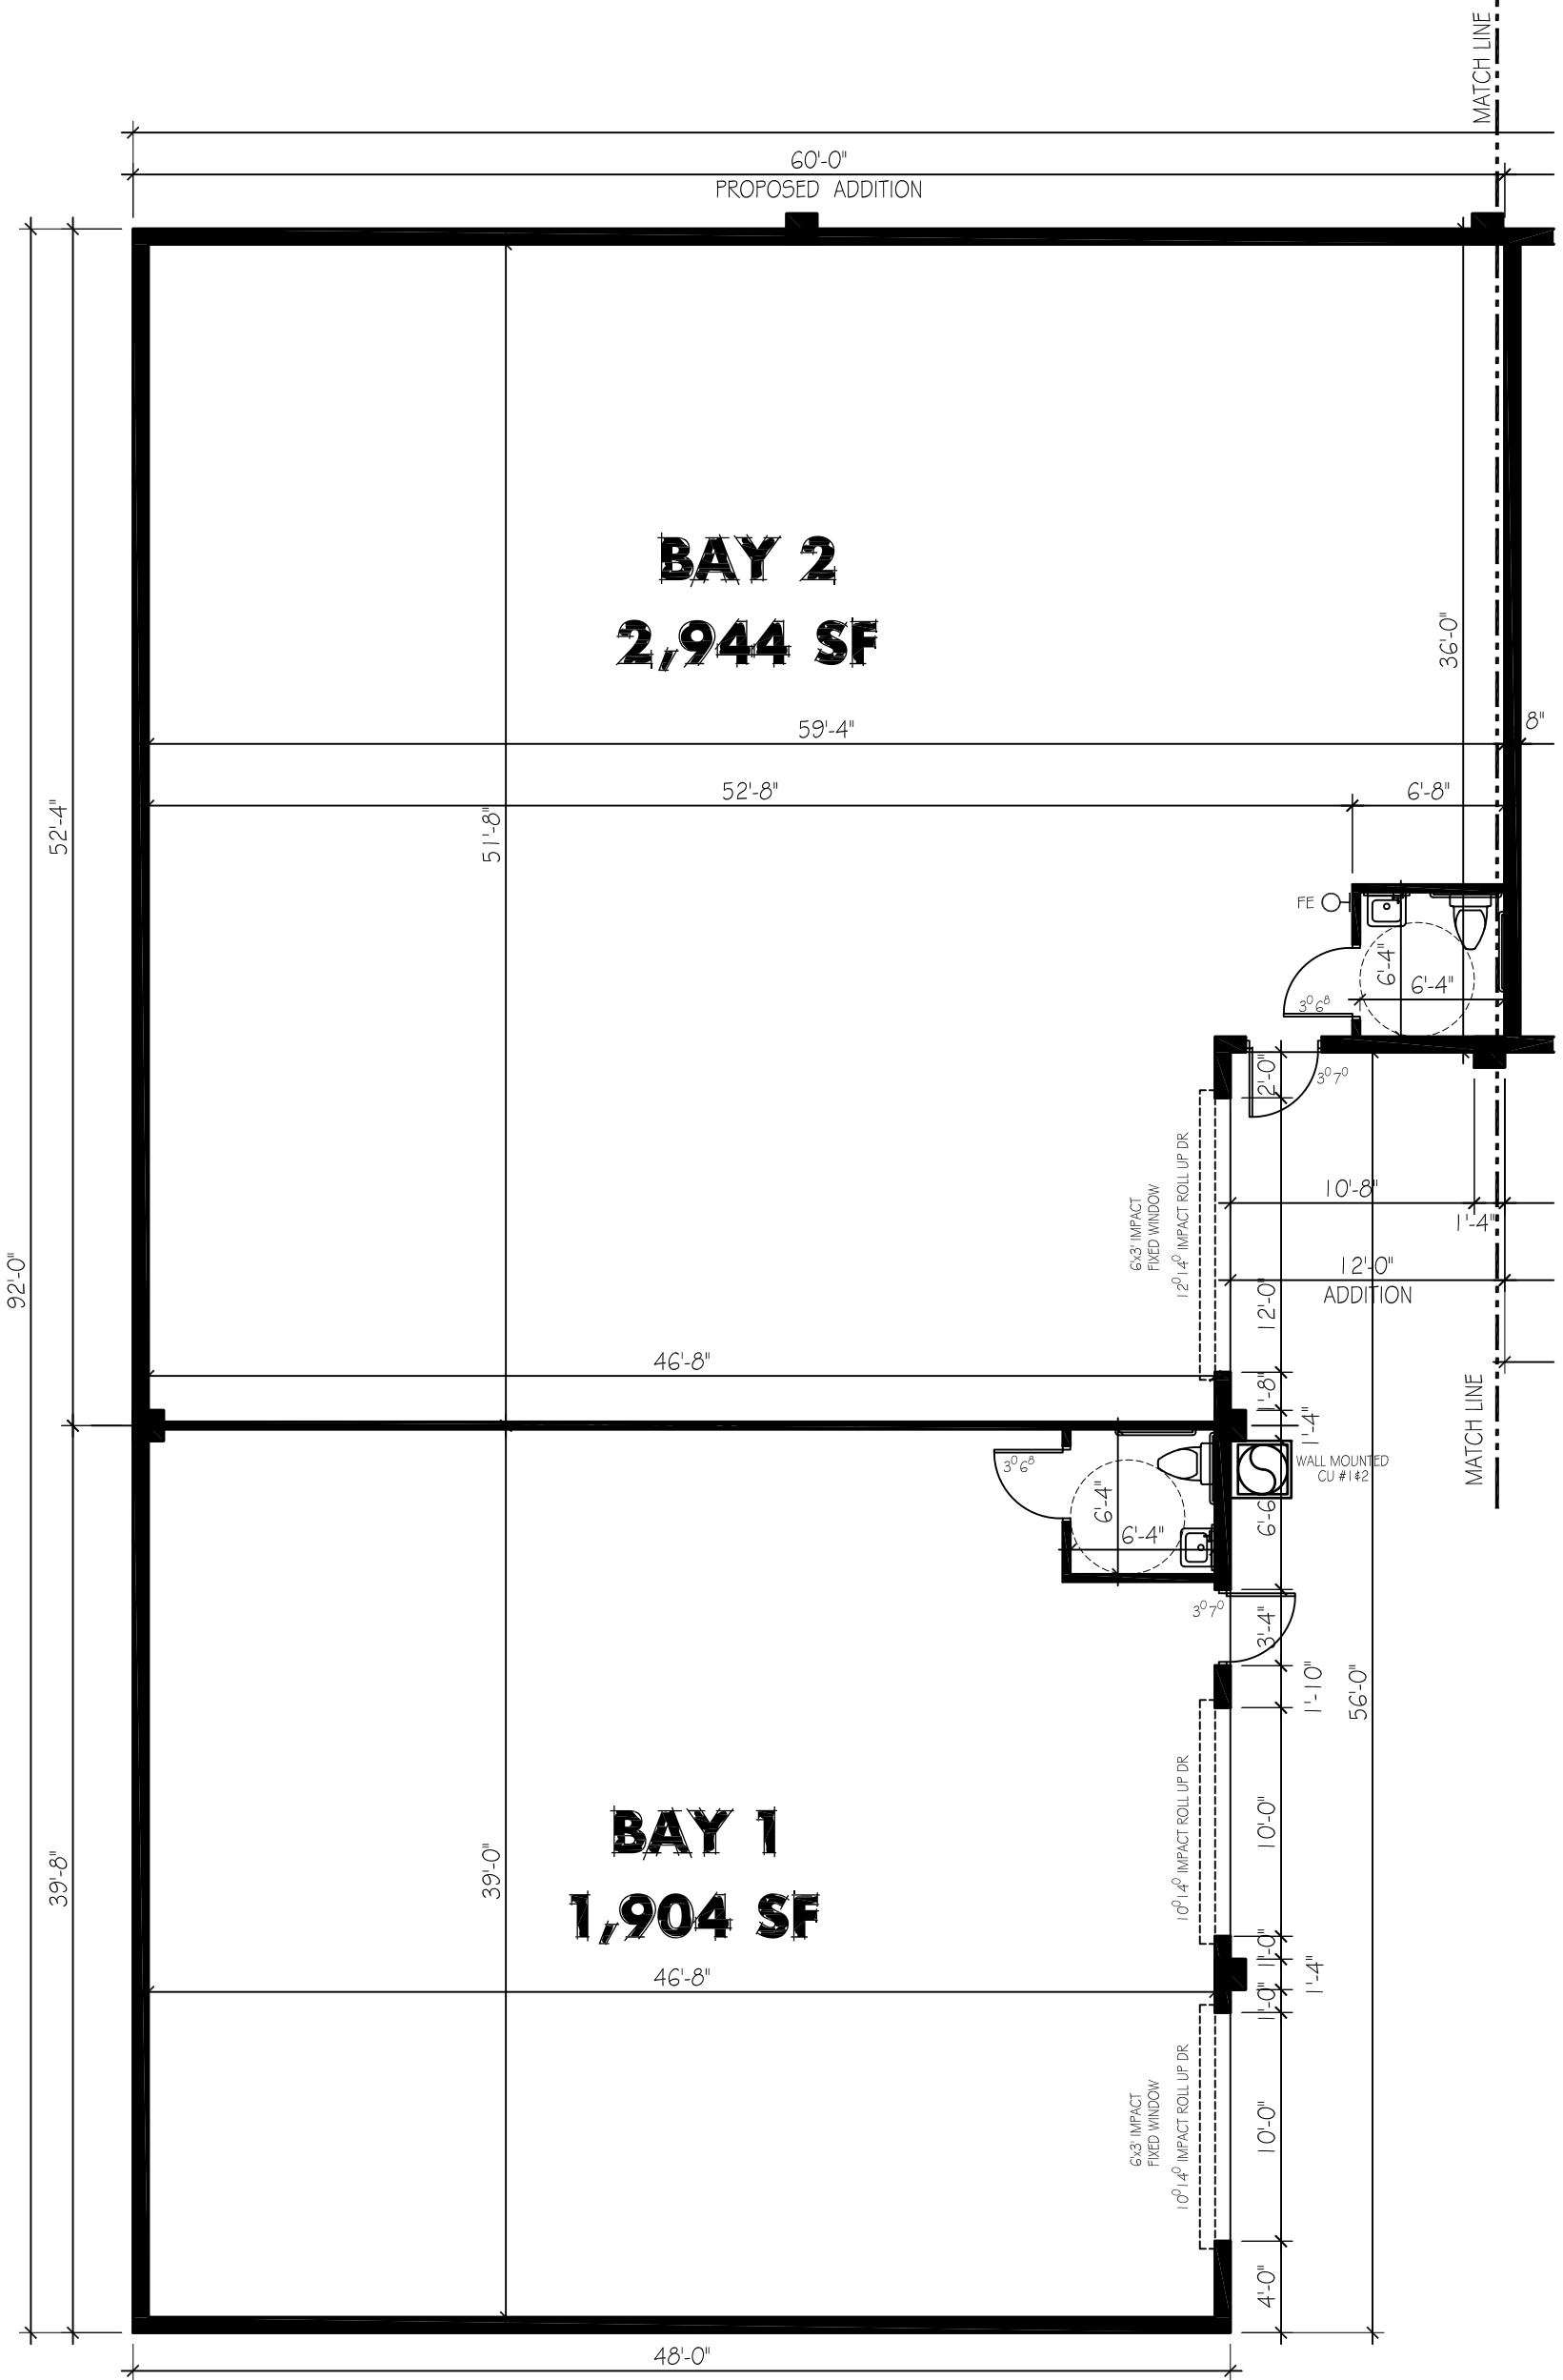 MATCH LINE
60'-0"
PROPOSED ADDITION
BAY 2
2,944 SF
36'-0"
59'-4"
8"
52'-8"
6'-8"
52'-4"
51'-8"
FE
6'-4"
6'-4"
3⁰6⁸
3⁰7⁰
2'-0"
6'x3' IMPACT
FIXED WINDOW
12⁰14⁰ IMPACT ROLL UP DR
10'-8"
1'-4"
12'-0"
ADDITION
12'-0"
92'-0"
46'-8"
1'-8"
1'-4"
MATCH LINE
WALL MOUNTED
CU #1&2
3⁰6⁸
6'-4"
6'-4"
6'-6
3⁰7⁰
3'-4"
1'-10"
56'-0"
BAY 1
1,904 SF
39'-8"
39'-0"
10⁰14⁰ IMPACT ROLL UP DR
10'-0"
46'-8"
1'-0"
1'-4"
1'-0"
6'x3' IMPACT
FIXED WINDOW
10⁰14⁰ IMPACT ROLL UP DR
10'-0"
4'-0"
48'-0"